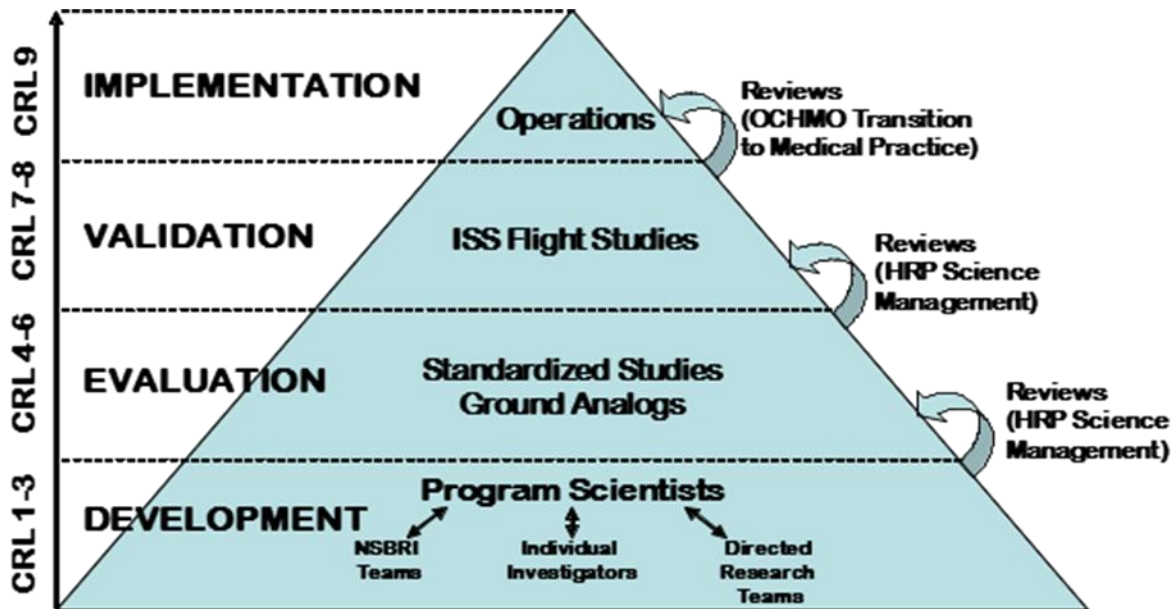 CRL 9
IMPLEMENTATION
Operations
Reviews
(OCHMO Transition
to Medical Practice)
CRL 7-8
VALIDATION
ISS Flight Studies
Reviews
(HRP Science
Management)
CRL 4-6
EVALUATION
Standardized Studies
Ground Analogs
Reviews
(HRP Science
Management)
CRL 1-3
DEVELOPMENT
Program Scientists
NSBRI
Teams
Individual
Investigators
Directed
Research
Teams